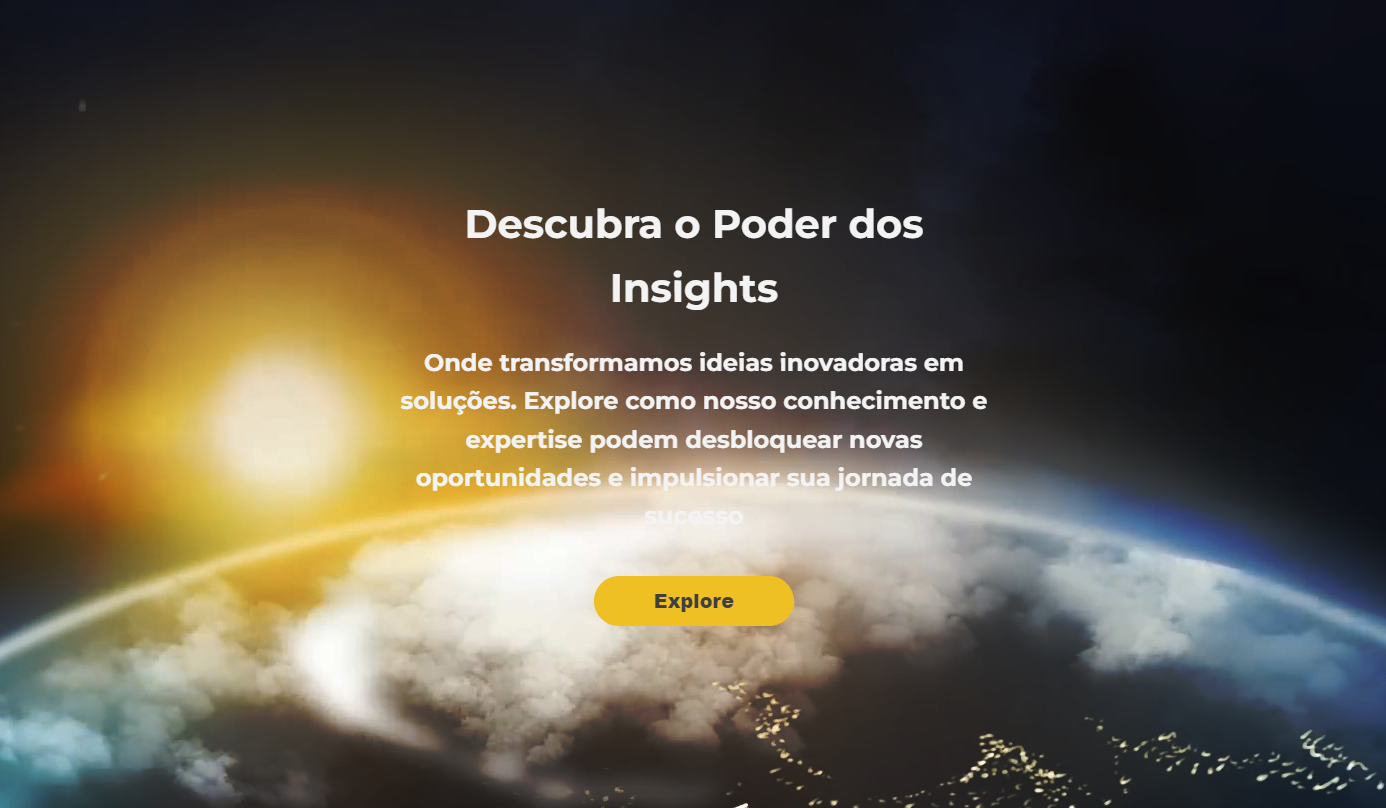 Descubra o Poder dos
Insights
Onde transformamos ideias inovadoras em
soluções. Explore como nosso conhecimento e
expertise podem desbloquear novas
oportunidades e impulsionar sua jornada de
sucesso
Explore